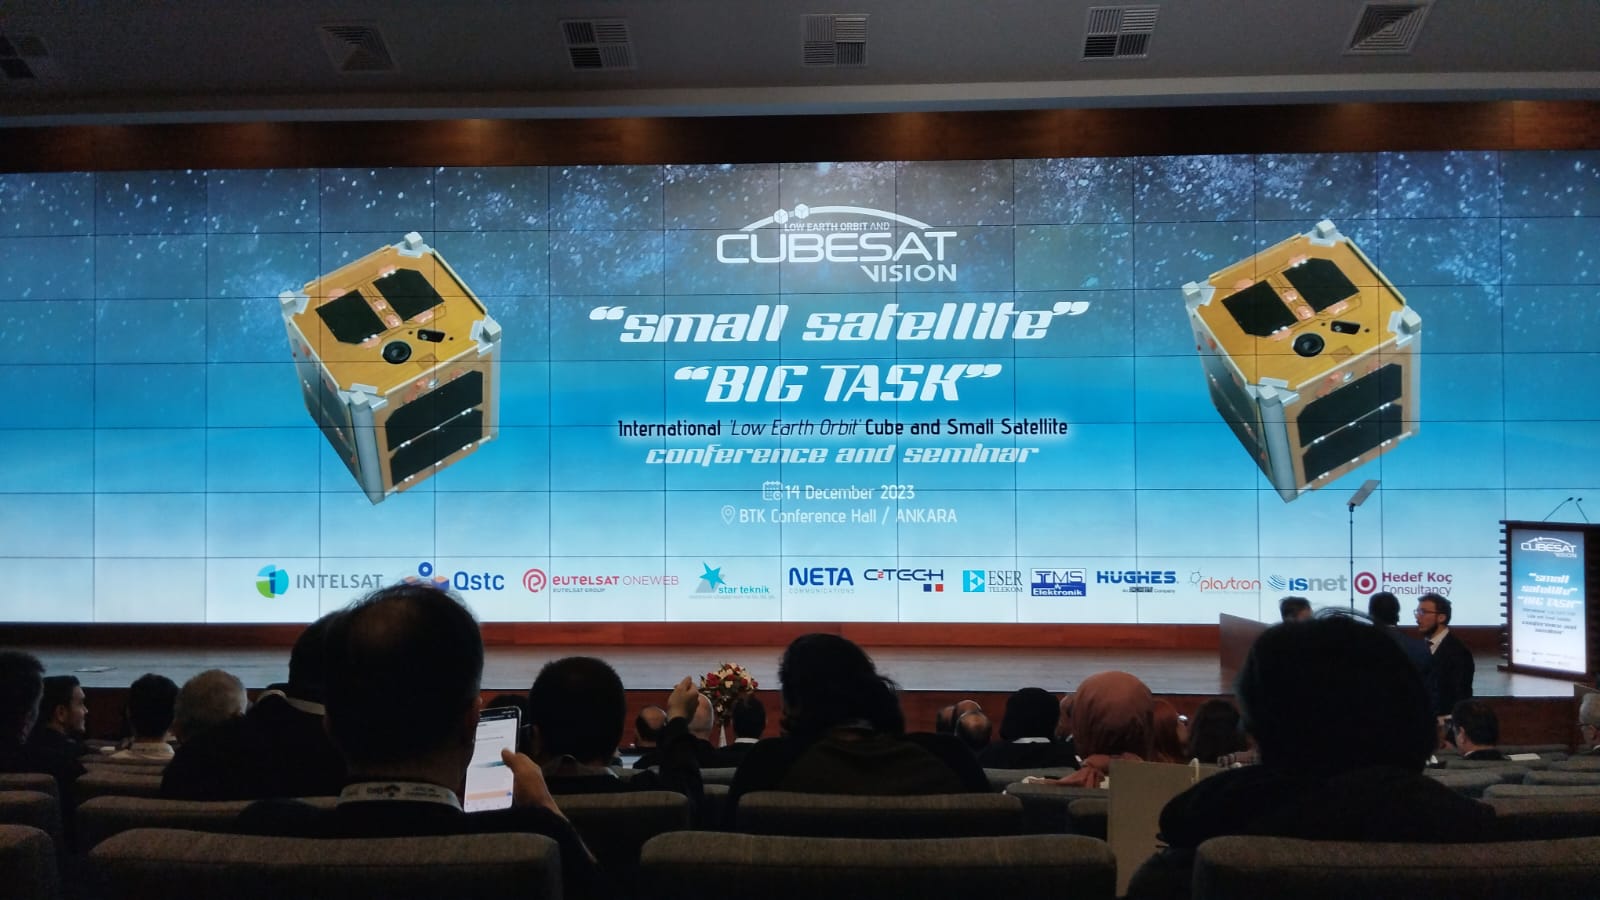 LOW EARTH ORBIT AND
CUBESAT
VISION
“small satellite”
“BIG TASK”
International 'Low Earth Orbit' Cube and Small Satellite
conference and seminar
14 December 2023
BTK Conference Hall / ANKARA
INTELSAT
Qstc
EUTELSAT ONEWEB
EUTELSAT GROUP
star teknik
NETA
COMMUNICATIONS
C2TECH
ESER
TELEKOM
TMS
Elektronik
HUGHES
An Company
plastron
isnet
Hedef Koç
Consultancy
CUBESAT
VISION
“small
satellite”
“BIG TASK”
conference and
seminar